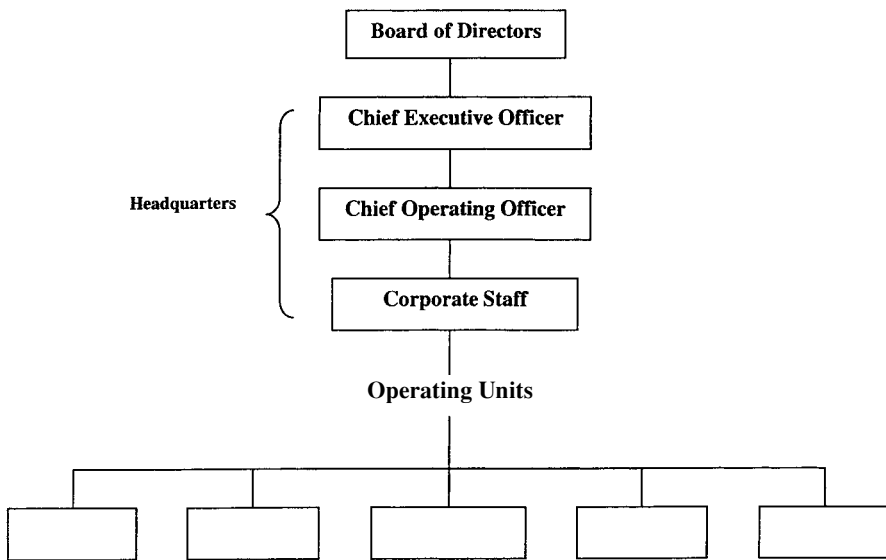 Board of Directors
Chief Executive Officer
Headquarters
Chief Operating Officer
Corporate Staff
Operating Units